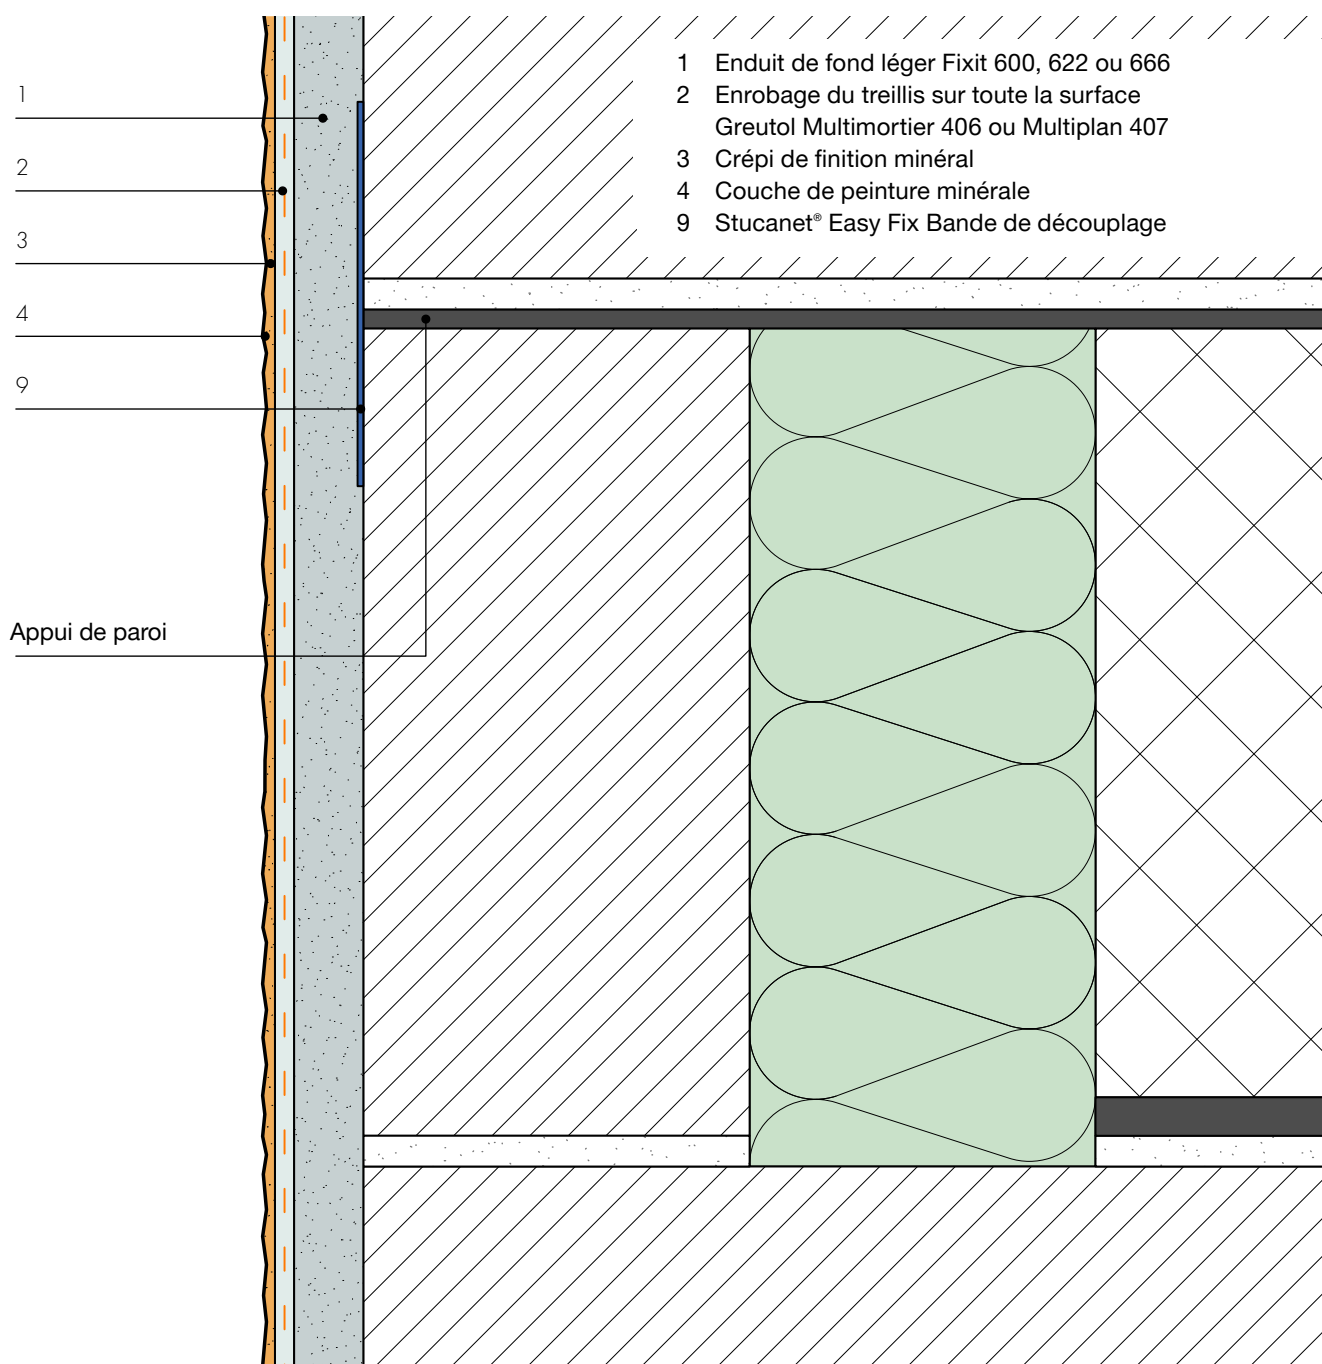 1 Enduit de fond léger Fixit 600, 622 ou 666
2 Enrobage du treillis sur toute la surface
Greutol Multimortier 406 ou Multiplan 407
3 Crépi de finition minéral
4 Couche de peinture minérale
9 Stucanet® Easy Fix Bande de découplage
1
2
3
4
9
Appui de paroi